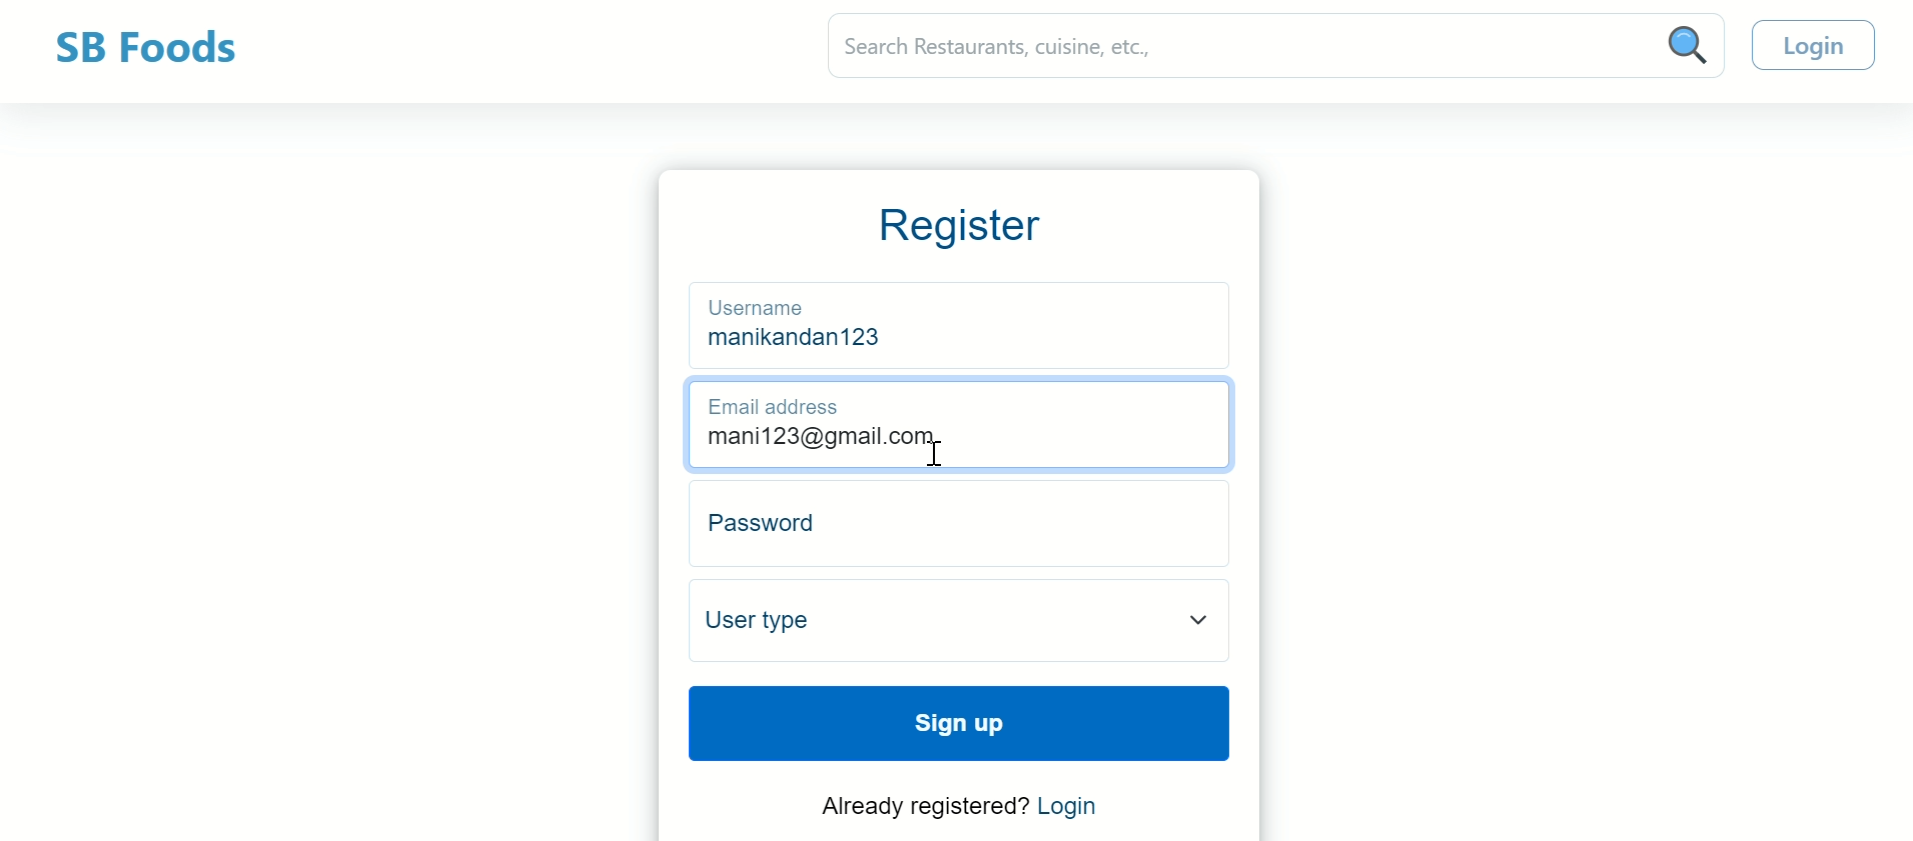 SB Foods
Search Restaurants, cuisine, etc.,
Login
Register
Username
manikandan123
Email address
mani123@gmail.com
Password
User type
Sign up
Already registered? Login